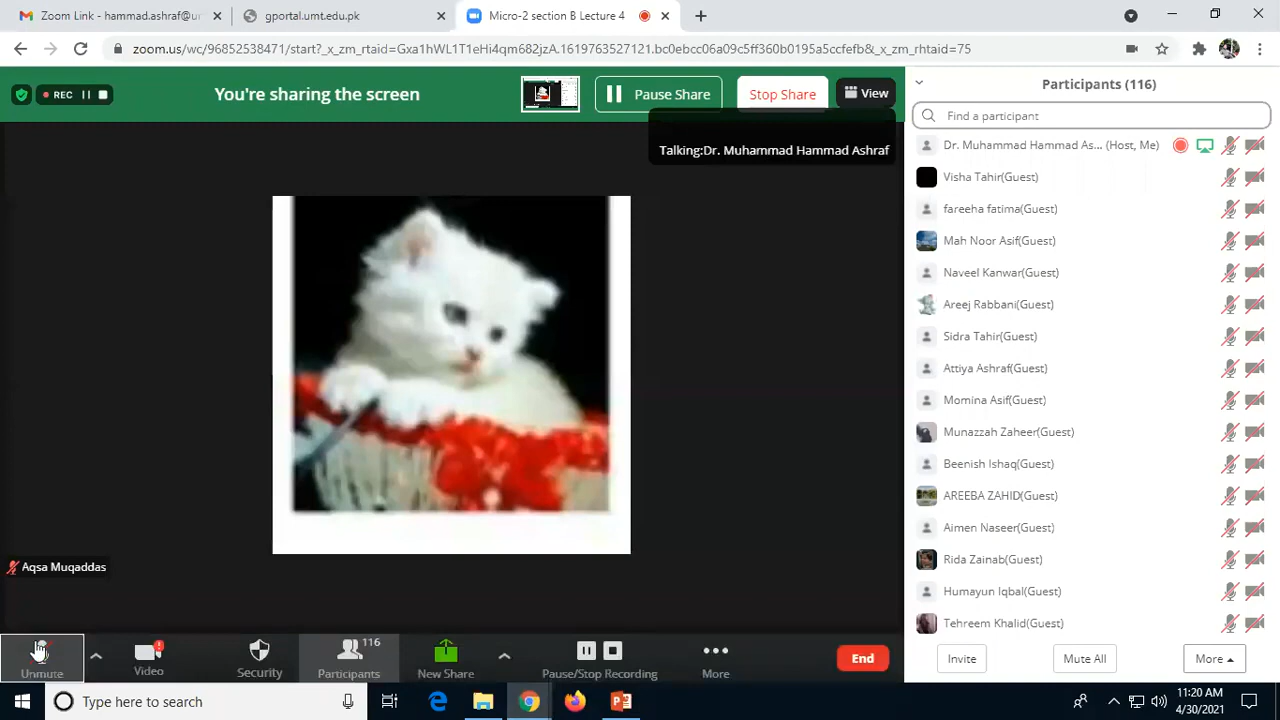 Zoom Link - hammad.ashraf@um
gportal.umt.edu.pk
Micro-2 section B Lecture 4
zoom.us/wc/96852538471/start?_x_zm_rtaid=Gxa1hWL1T1eHi4qm662jzA.1619763527121.bc0ebcc06a09c5ff360b0195a5ccfefb&_x_zm_rhtaid=75
REC
You're sharing the screen
Pause Share
Stop Share
View
Talking:Dr. Muhammad Hammad Ashraf
Aqsa Muqaddas
Unmute
Video
Security
116
Participants
New Share
Pause/Stop Recording
More
End
Participants (116)
Find a participant
Dr. Muhammad Hammad As... (Host, Me)
Visha Tahir(Guest)
fareeha fatima(Guest)
Mah Noor Asif(Guest)
Naveel Kanwar(Guest)
Areej Rabbani(Guest)
Sidra Tahir(Guest)
Attiya Ashraf(Guest)
Momina Asif(Guest)
Munazzah Zaheer(Guest)
Beenish Ishaq(Guest)
AREEBA ZAHID(Guest)
Aimen Naseer(Guest)
Rida Zainab(Guest)
Humayun Iqbal(Guest)
Tehreem Khalid(Guest)
Invite
Mute All
More
Type here to search
11:20 AM
4/30/2021